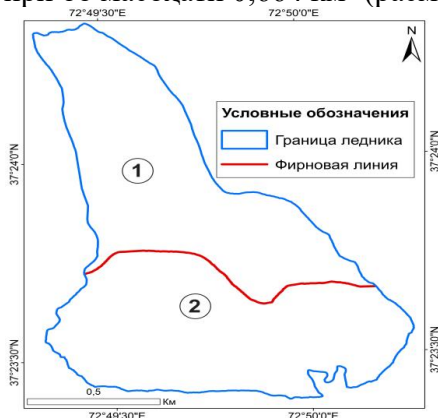 72°49'30"E 72°50'0"E
N
Условные обозначения
Граница ледника
Фирновая линия
37°24'0"N 37°24'0"N
1
2
37°23'30"N 37°23'30"N
0,5
Км
72°49'30"E 72°50'0"E